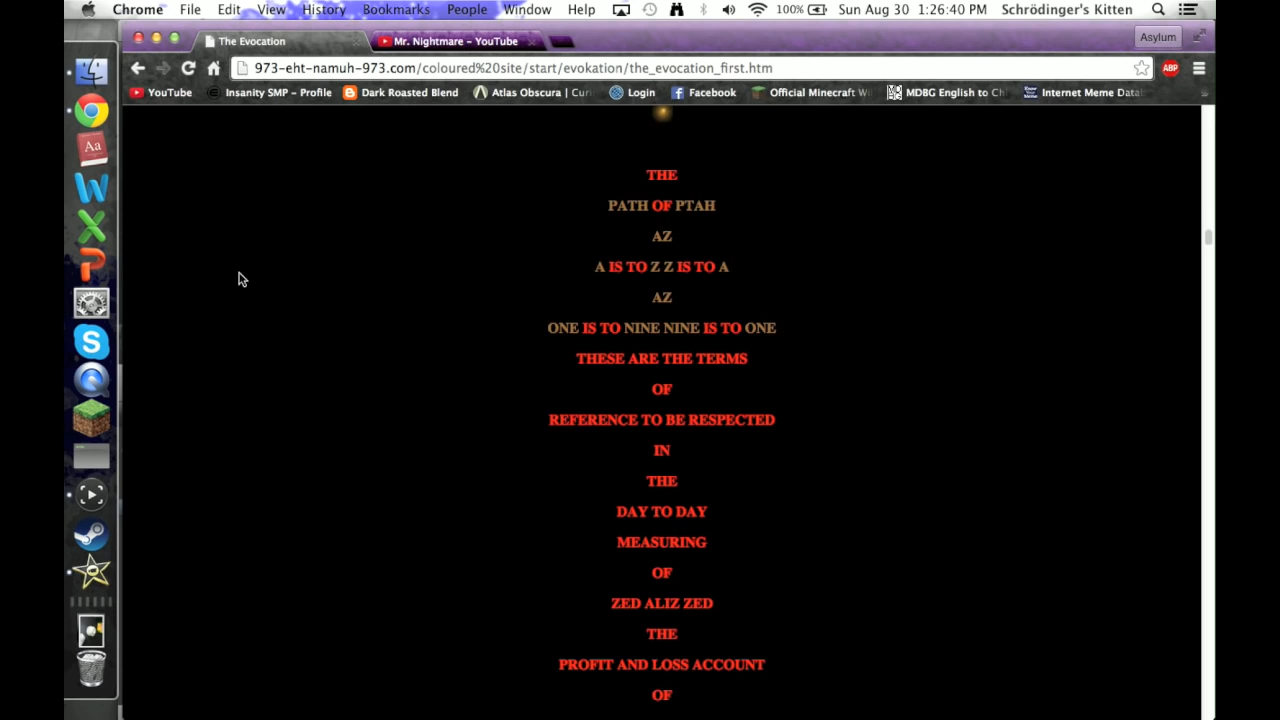 Chrome File Edit View History Bookmarks People Window Help 100% Sun Aug 30 1:26:40 PM Schrödinger's Kitten
The Evocation Mr. Nightmare – YouTube Asylum
973-eht-namuh-973.com/coloured%20site/start/evokation/the_evocation_first.htm ABP
YouTube Insanity SMP – Profile Dark Roasted Blend Atlas Obscura | Cur Login Facebook Official Minecraft W MDBG English to Ch Internet Meme Data
THE
PATH OF PTAH
AZ
A IS TO Z Z IS TO A
AZ
ONE IS TO NINE NINE IS TO ONE
THESE ARE THE TERMS
OF
REFERENCE TO BE RESPECTED
IN
THE
DAY TO DAY
MEASURING
OF
ZED ALIZ ZED
THE
PROFIT AND LOSS ACCOUNT
OF